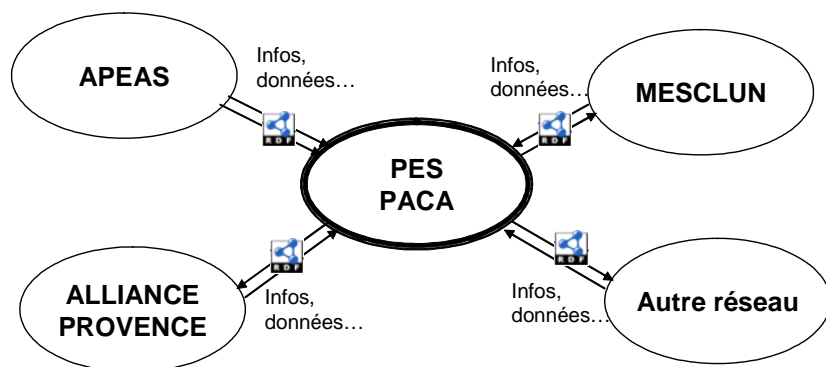 APEAS
Infos,
données…
RDF
Infos,
données…
RDF
MESCLUN
PES
PACA
ALLIANCE
PROVENCE
RDF
Infos,
données…
RDF
Infos,
données…
Autre réseau